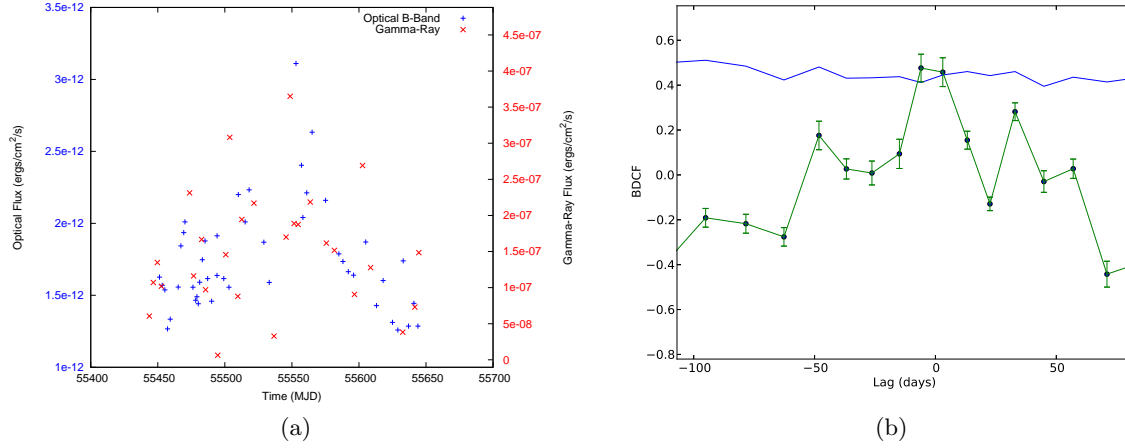 3.5e-12
3e-12
2.5e-12
2e-12
1.5e-12
1e-12
Optical Flux (ergs/cm²/s)
Optical B-Band
Gamma-Ray
4.5e-07
4e-07
3.5e-07
3e-07
2.5e-07
2e-07
1.5e-07
1e-07
5e-08
0
Gamma-Ray Flux (ergs/cm²/s)
55400 55450 55500 55550 55600 55650 55700
Time (MJD)
(a)
0.6
0.4
0.2
0.0
−0.2
−0.4
−0.6
−0.8
BDCF
−100 −50 0 50
Lag (days)
(b)